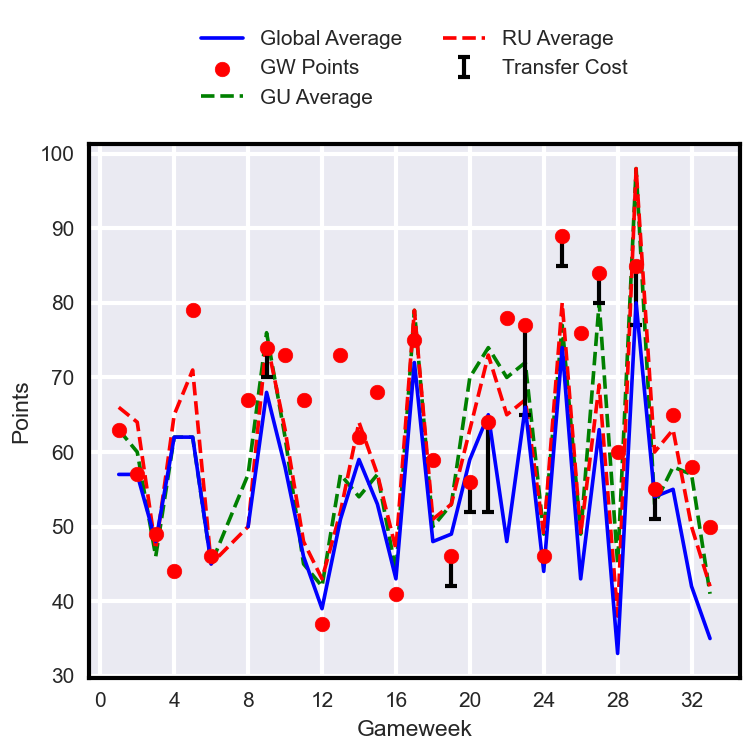 Global Average
RU Average
GW Points
Transfer Cost
GU Average
100
90
80
70
60
50
40
30
Points
0 4 8 12 16 20 24 28 32
Gameweek